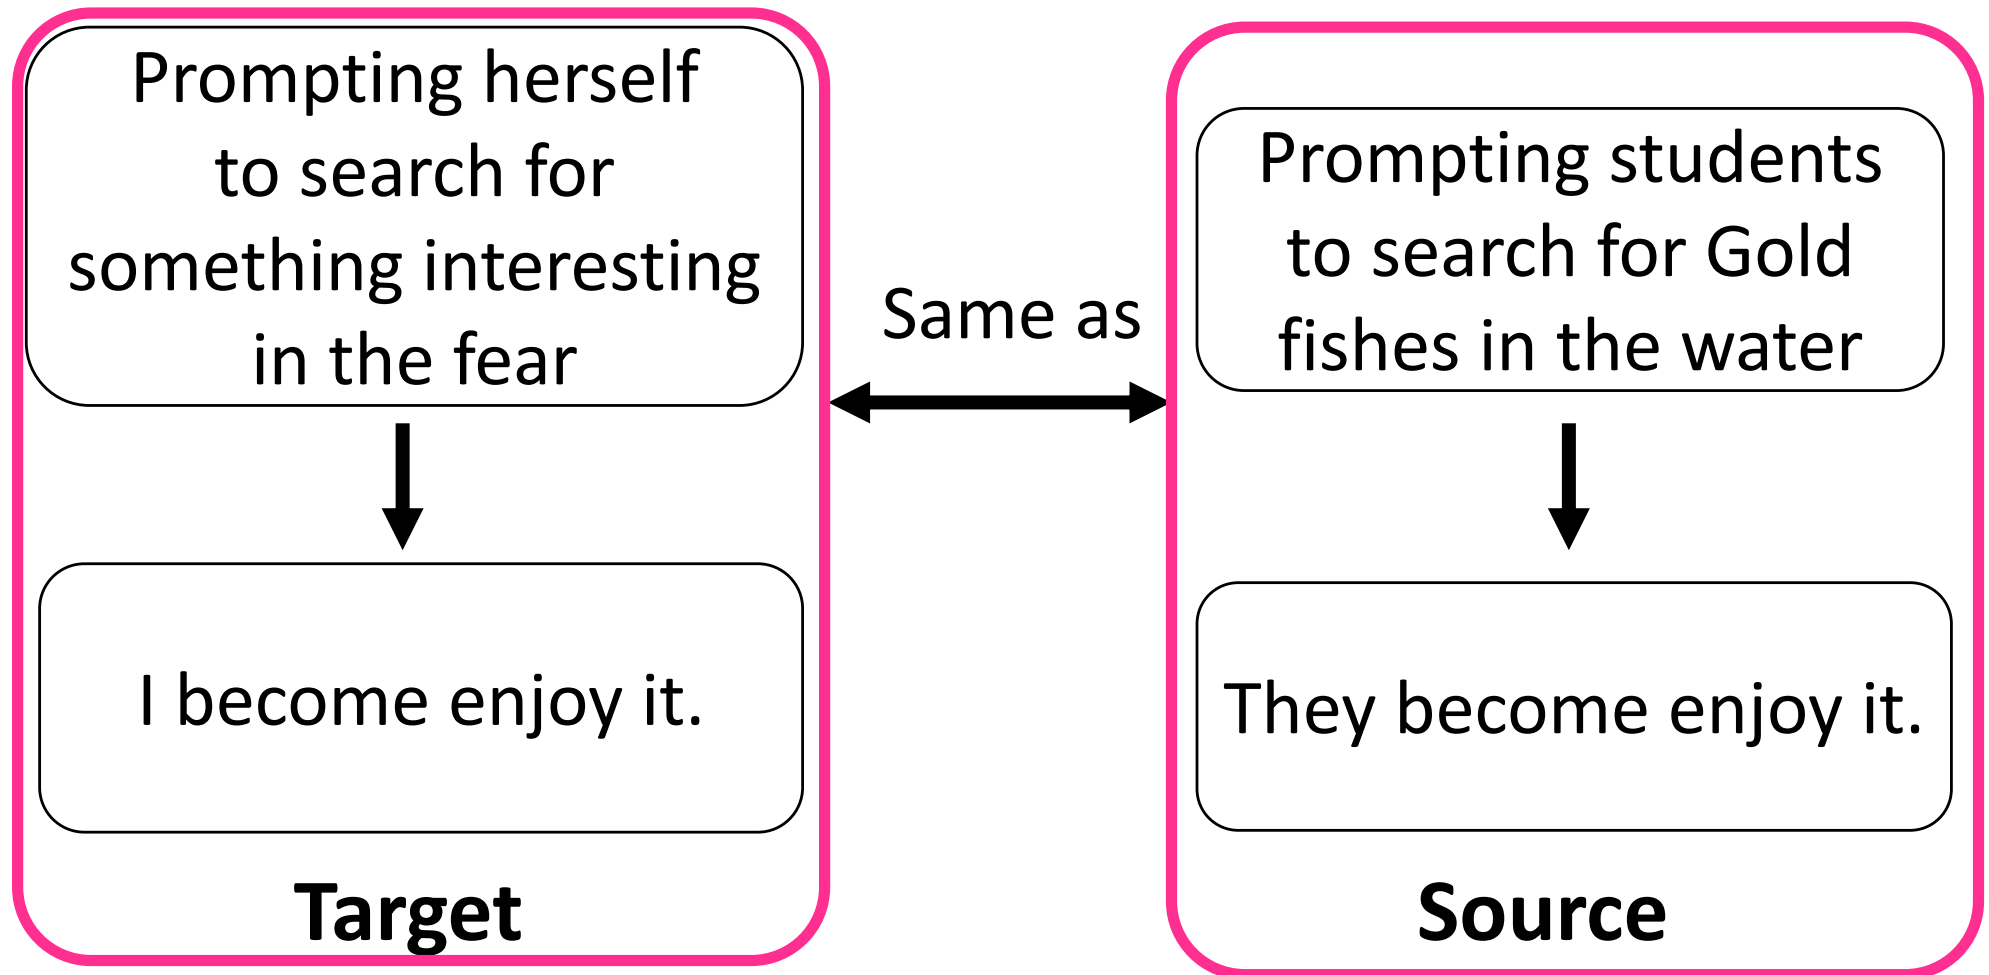 Prompting herself
to search for
something interesting
in the fear
I become enjoy it.
Target
Same as
Prompting students
to search for Gold
fishes in the water
They become enjoy it.
Source